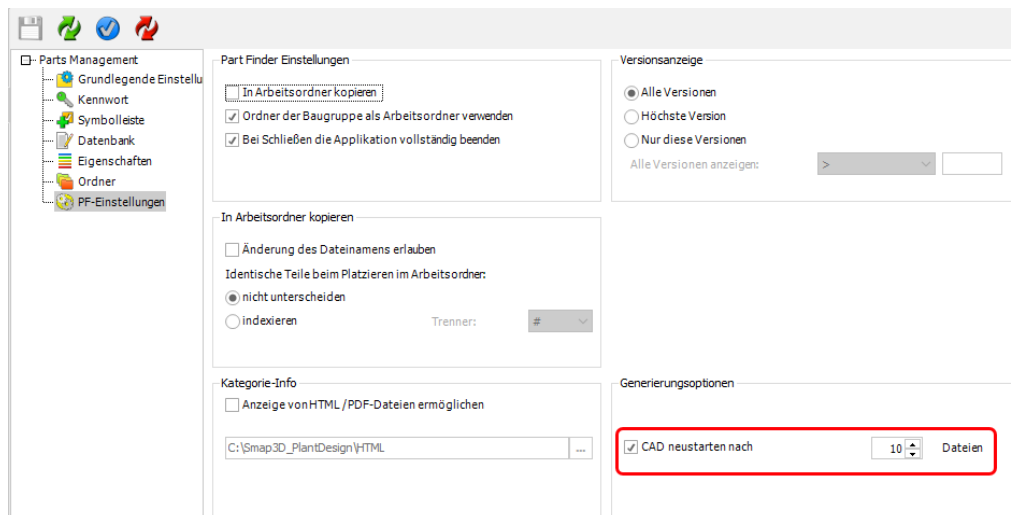 Parts Management
Grundlegende Einstellu
Kennwort
Symbolleiste
Datenbank
Eigenschaften
Ordner
PF-Einstellungen
Part Finder Einstellungen
In Arbeitsordner kopieren
Ordner der Baugruppe als Arbeitsordner verwenden
Bei Schließen die Applikation vollständig beenden
Versionsanzeige
Alle Versionen
Höchste Version
Nur diese Versionen
Alle Versionen anzeigen: >
In Arbeitsordner kopieren
Änderung des Dateinamens erlauben
Identische Teile beim Platzieren im Arbeitsordner:
nicht unterscheiden
indexieren Trenner: #
Kategorie-Info
Anzeige von HTML /PDF-Dateien ermöglichen
C:\Smap3D_PlantDesign\HTML ...
Generierungsoptionen
CAD neustarten nach 10 Dateien